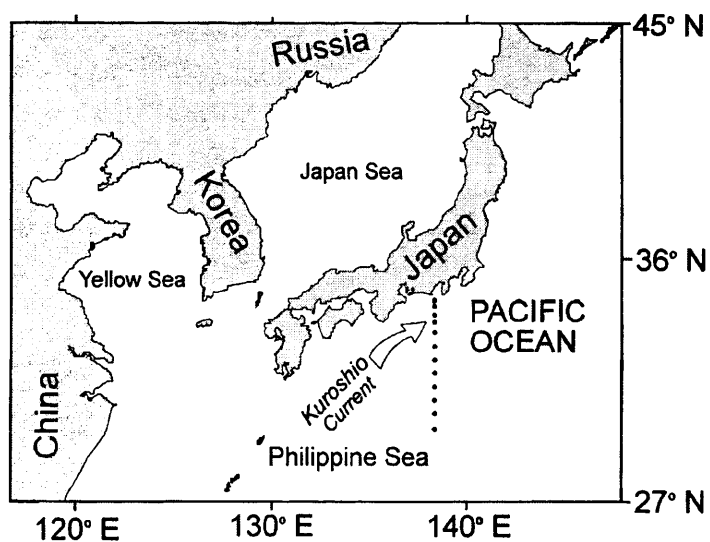 45° N
Russia
Japan Sea
Korea
Japan
36° N
Yellow Sea
PACIFIC
OCEAN
Kuroshio
Current
China
Philippine Sea
27° N
120° E
130° E
140° E